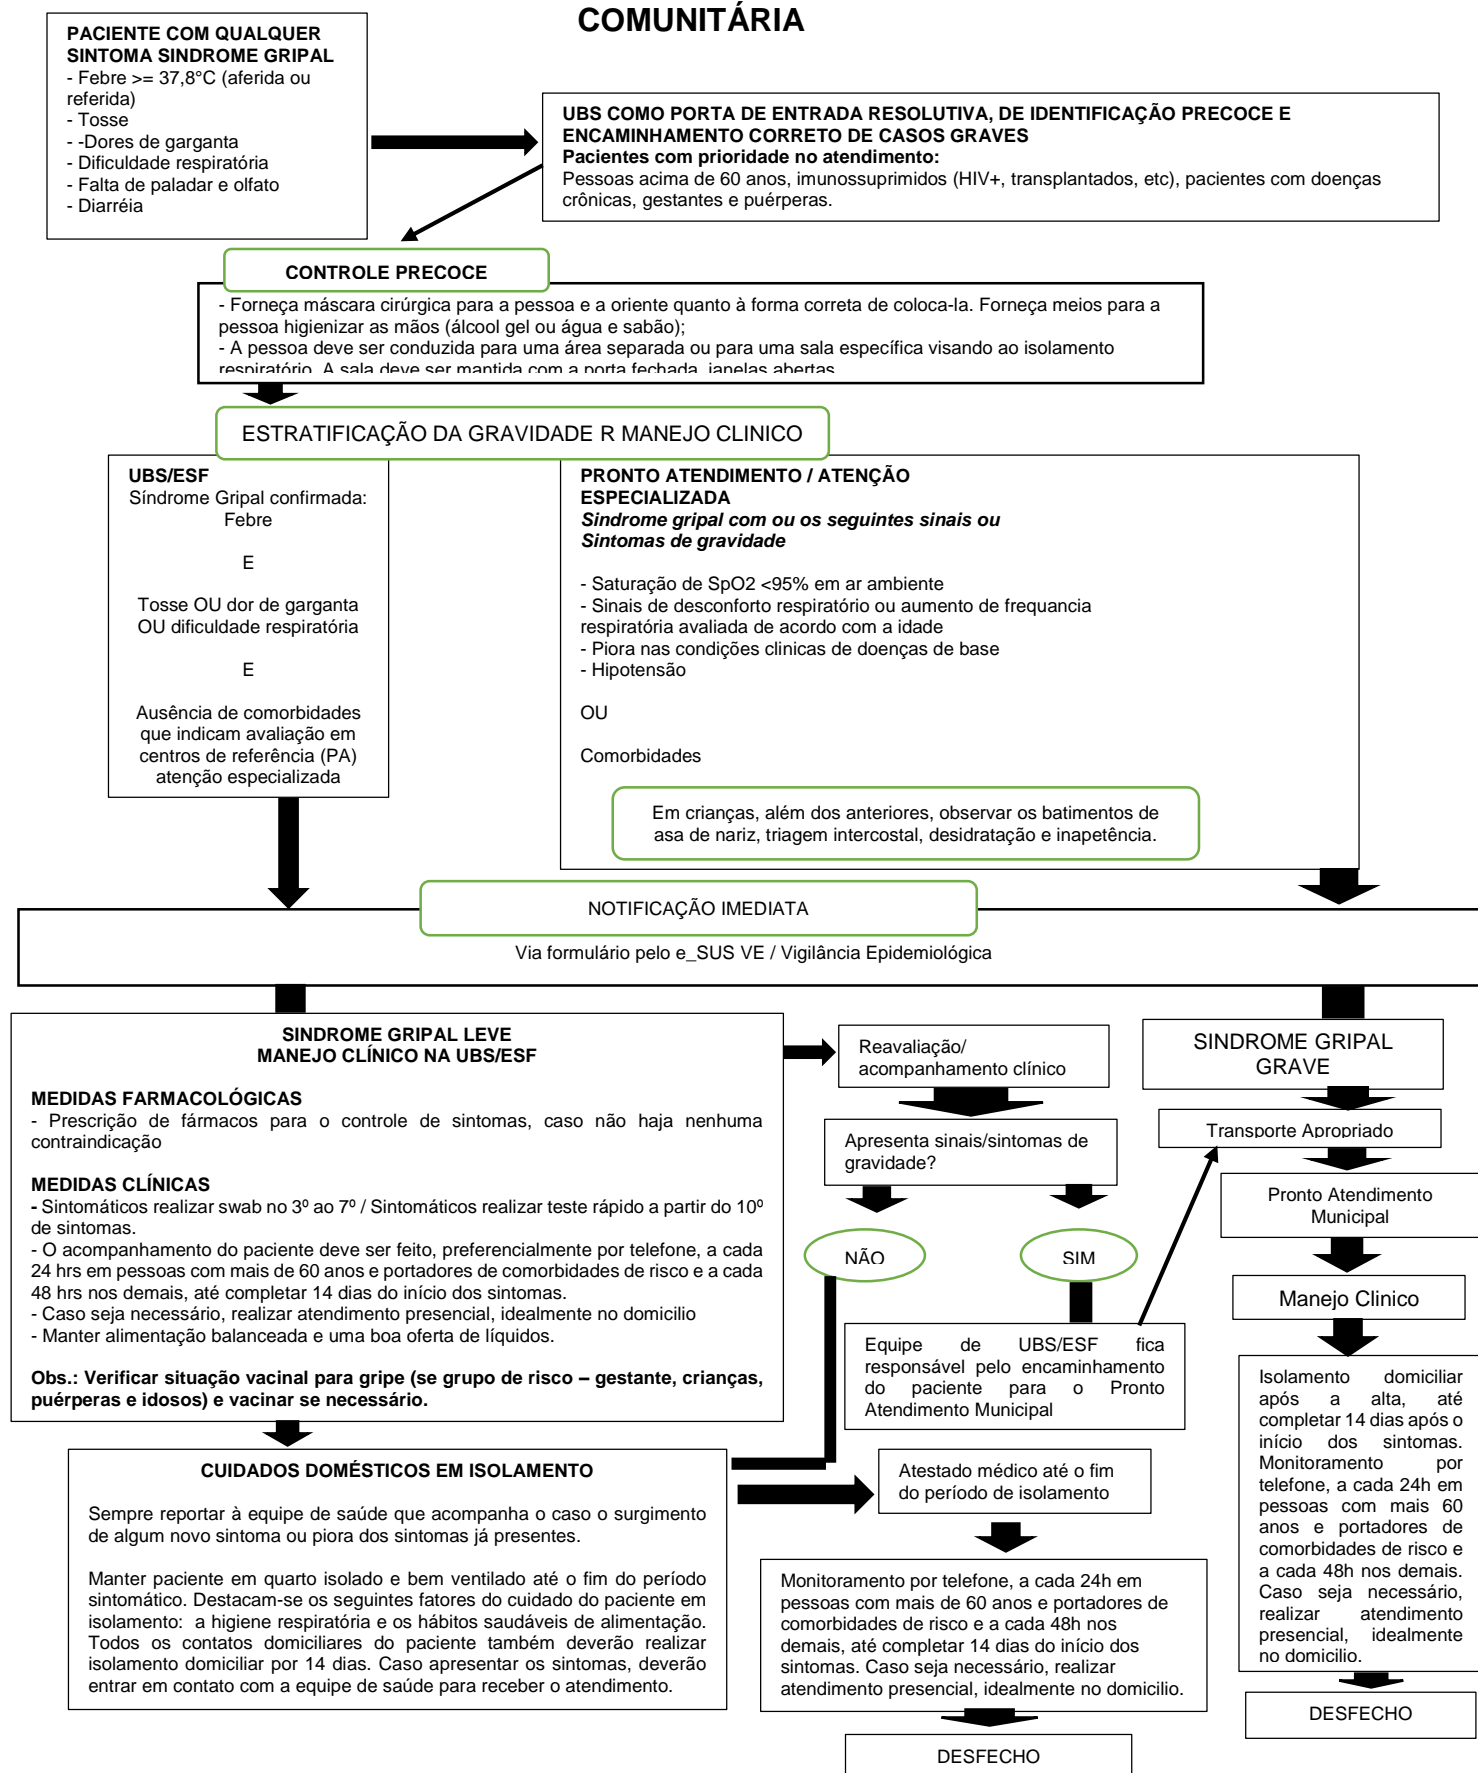 COMUNITÁRIA
PACIENTE COM QUALQUER
SINTOMA SINDROME GRIPAL
- Febre >= 37,8°C (aferida ou
referida)
- Tosse
- -Dores de garganta
- Dificuldade respiratória
- Falta de paladar e olfato
- Diarréia
UBS COMO PORTA DE ENTRADA RESOLUTIVA, DE IDENTIFICAÇÃO PRECOCE E
ENCAMINHAMENTO CORRETO DE CASOS GRAVES
Pacientes com prioridade no atendimento:
Pessoas acima de 60 anos, imunossuprimidos (HIV+, transplantados, etc), pacientes com doenças
crônicas, gestantes e puérperas.
CONTROLE PRECOCE
- Forneça máscara cirúrgica para a pessoa e a oriente quanto à forma correta de coloca-la. Forneça meios para a
pessoa higienizar as mãos (álcool gel ou água e sabão);
- A pessoa deve ser conduzida para uma área separada ou para uma sala específica visando ao isolamento
respiratório. A sala deve ser mantida com a porta fechada, janelas abertas
ESTRATIFICAÇÃO DA GRAVIDADE R MANEJO CLINICO
UBS/ESF
Síndrome Gripal confirmada:
Febre
E
Tosse OU dor de garganta
OU dificuldade respiratória
E
Ausência de comorbidades
que indicam avaliação em
centros de referência (PA)
atenção especializada
PRONTO ATENDIMENTO / ATENÇÃO
ESPECIALIZADA
Sindrome gripal com ou os seguintes sinais ou
Sintomas de gravidade
- Saturação de SpO2 <95% em ar ambiente
- Sinais de desconforto respiratório ou aumento de frequancia
respiratória avaliada de acordo com a idade
- Piora nas condições clinicas de doenças de base
- Hipotensão
OU
Comorbidades
Em crianças, além dos anteriores, observar os batimentos de
asa de nariz, triagem intercostal, desidratação e inapetência.
NOTIFICAÇÃO IMEDIATA
Via formulário pelo e_SUS VE / Vigilância Epidemiológica
SINDROME GRIPAL LEVE
MANEJO CLÍNICO NA UBS/ESF
MEDIDAS FARMACOLÓGICAS
- Prescrição de fármacos para o controle de sintomas, caso não haja nenhuma
contraindicação
MEDIDAS CLÍNICAS
- Sintomáticos realizar swab no 3º ao 7º / Sintomáticos realizar teste rápido a partir do 10º
de sintomas.
- O acompanhamento do paciente deve ser feito, preferencialmente por telefone, a cada
24 hrs em pessoas com mais de 60 anos e portadores de comorbidades de risco e a cada
48 hrs nos demais, até completar 14 dias do início dos sintomas.
- Caso seja necessário, realizar atendimento presencial, idealmente no domicilio
- Manter alimentação balanceada e uma boa oferta de líquidos.
Obs.: Verificar situação vacinal para gripe (se grupo de risco – gestante, crianças,
puérperas e idosos) e vacinar se necessário.
Reavaliação/
acompanhamento clínico
Apresenta sinais/sintomas de
gravidade?
NÃO
SIM
Equipe de UBS/ESF fica
responsável pelo encaminhamento
do paciente para o Pronto
Atendimento Municipal
SINDROME GRIPAL
GRAVE
Transporte Apropriado
Pronto Atendimento
Municipal
Manejo Clinico
Isolamento domiciliar
após a alta, até
completar 14 dias após o
início dos sintomas.
Monitoramento por
telefone, a cada 24h em
pessoas com mais 60
anos e portadores de
comorbidades de risco e
a cada 48h nos demais.
Caso seja necessário,
realizar atendimento
presencial, idealmente
no domicilio.
DESFECHO
CUIDADOS DOMÉSTICOS EM ISOLAMENTO
Sempre reportar à equipe de saúde que acompanha o caso o surgimento
de algum novo sintoma ou piora dos sintomas já presentes.
Manter paciente em quarto isolado e bem ventilado até o fim do período
sintomático. Destacam-se os seguintes fatores do cuidado do paciente em
isolamento: a higiene respiratória e os hábitos saudáveis de alimentação.
Todos os contatos domiciliares do paciente também deverão realizar
isolamento domiciliar por 14 dias. Caso apresentar os sintomas, deverão
entrar em contato com a equipe de saúde para receber o atendimento.
Atestado médico até o fim
do período de isolamento
Monitoramento por telefone, a cada 24h em
pessoas com mais de 60 anos e portadores de
comorbidades de risco e a cada 48h nos
demais, até completar 14 dias do início dos
sintomas. Caso seja necessário, realizar
atendimento presencial, idealmente no domicilio.
DESFECHO